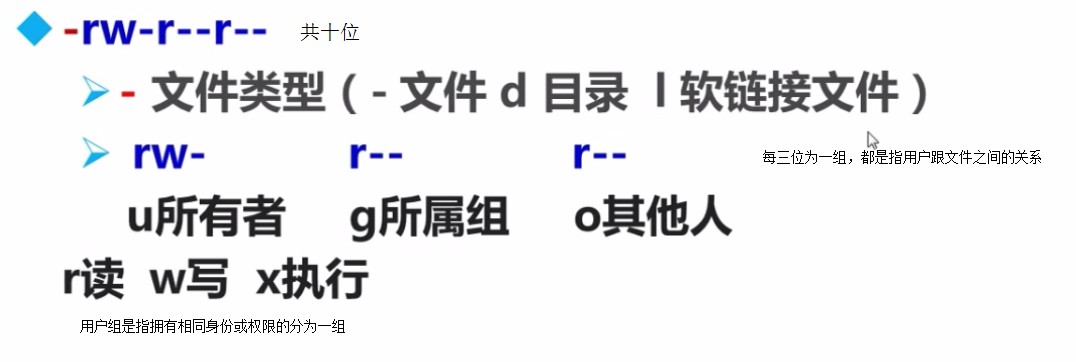 -rw-r--r-- 共十位
- 文件类型（- 文件 d 目录 l 软链接文件）
rw- r-- r-- 每三位为一组，都是指用户跟文件之间的关系
u所有者 g所属组 o其他人
r读 w写 x执行
用户组是指拥有相同身份或权限的分为一组